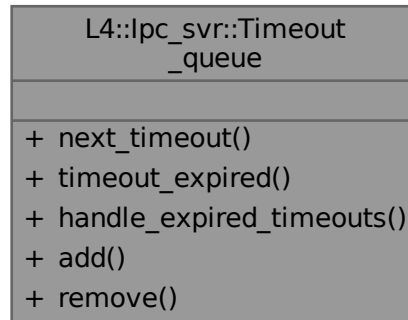 L4::Ipc_svr::Timeout
_queue
+ next_timeout()
+ timeout_expired()
+ handle_expired_timeouts()
+ add()
+ remove()